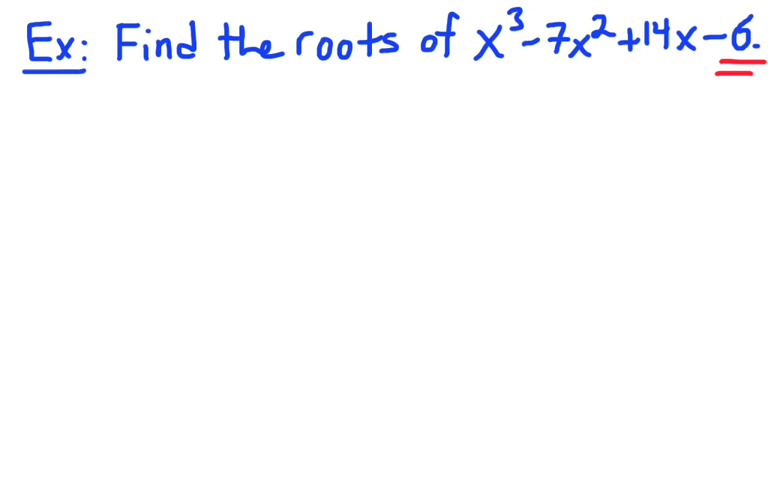 Ex: Find the roots of x³-7x²+14x-6.